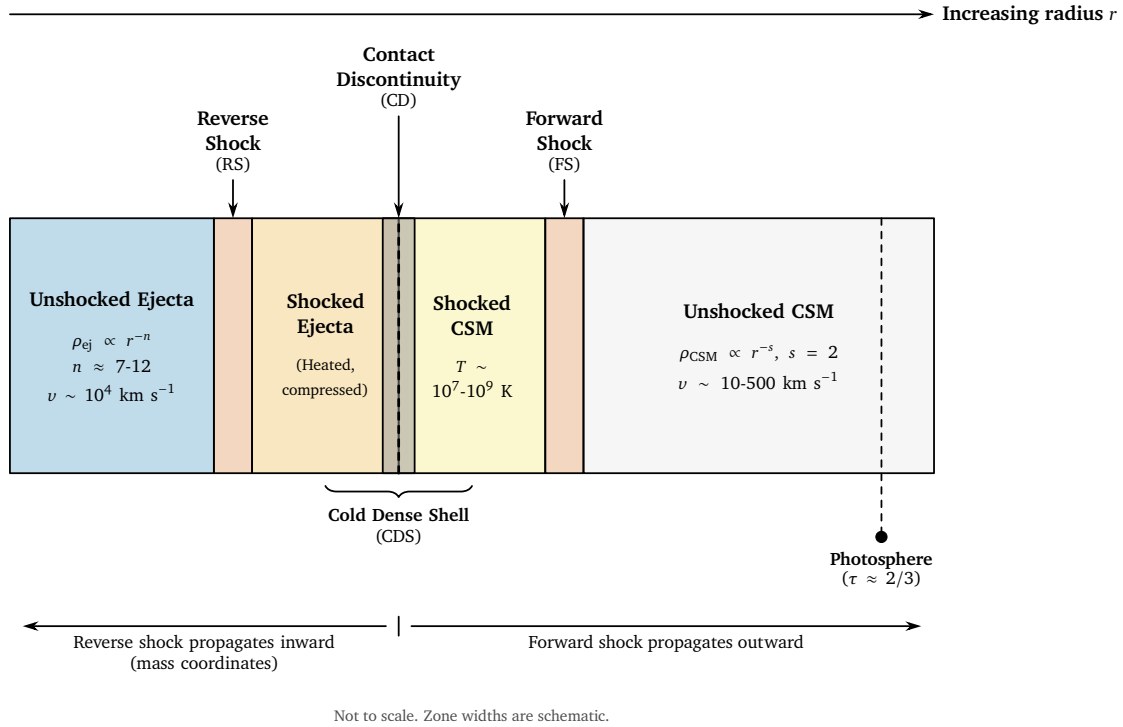 Increasing radius r
Contact
Discontinuity
(CD)
Reverse
Shock
(RS)
Forward
Shock
(FS)
Unshocked Ejecta
ρej ∝ r⁻ⁿ
n ≈ 7-12
υ ~ 10⁴ km s⁻¹
Shocked
Ejecta
(Heated,
compressed)
Shocked
CSM
T ~
10⁷-10⁹ K
Unshocked CSM
ρCSM ∝ r⁻ˢ, s = 2
υ ~ 10-500 km s⁻¹
Cold Dense Shell
(CDS)
Photosphere
(τ ≈ 2/3)
Reverse shock propagates inward
(mass coordinates)
Forward shock propagates outward
Not to scale. Zone widths are schematic.